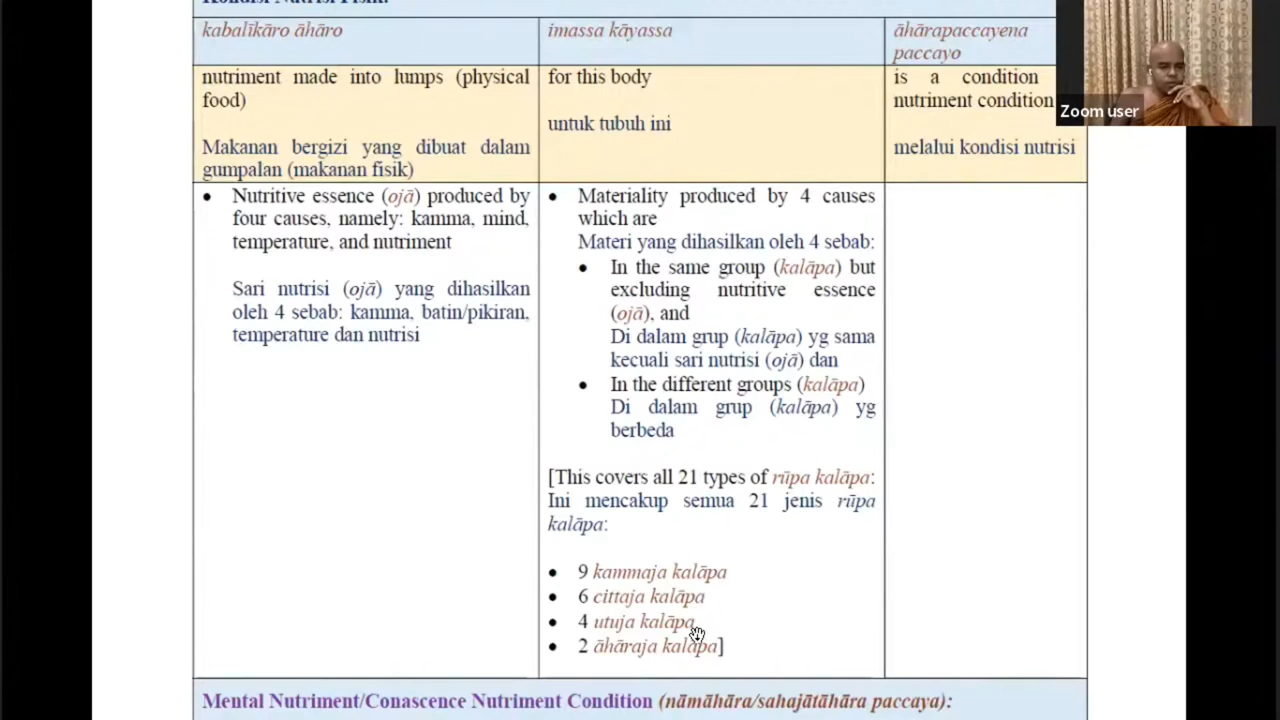 Kondisi Nutrisi Fisik:
kabalīkāro āhāro
imassa kāyassa
āhārapaccayena
paccayo
nutriment made into lumps (physical
food)
Makanan bergizi yang dibuat dalam
gumpalan (makanan fisik)
for this body
untuk tubuh ini
is a condition
nutriment condition
melalui kondisi nutrisi
Zoom user
• Nutritive essence (ojā) produced by
four causes, namely: kamma, mind,
temperature, and nutriment
Sari nutrisi (ojā) yang dihasilkan
oleh 4 sebab: kamma, batin/pikiran,
temperature dan nutrisi
• Materiality produced by 4 causes
which are
Materi yang dihasilkan oleh 4 sebab:
• In the same group (kalāpa) but
excluding nutritive essence
(ojā), and
Di dalam grup (kalāpa) yg sama
kecuali sari nutrisi (ojā) dan
• In the different groups (kalāpa)
Di dalam grup (kalāpa) yg
berbeda
[This covers all 21 types of rūpa kalāpa:
Ini mencakup semua 21 jenis rūpa
kalāpa:
• 9 kammaja kalāpa
• 6 cittaja kalāpa
• 4 utuja kalāpa
• 2 āhāraja kalāpa]
Mental Nutriment/Conascence Nutriment Condition (nāmāhāra/sahajātāhāra paccaya):